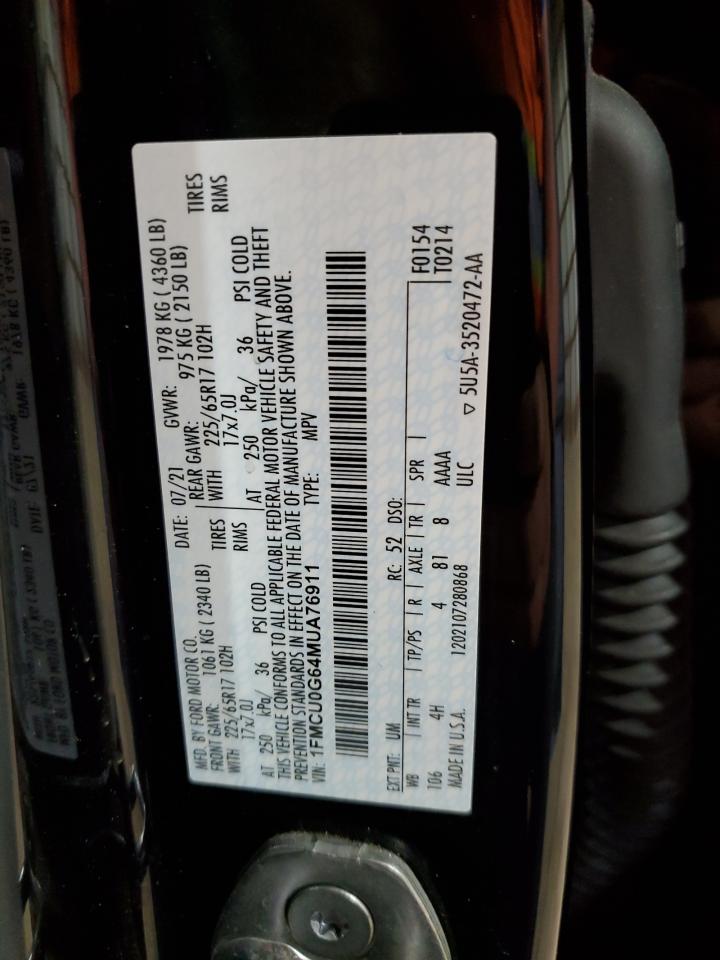 MFD. BY FORD MOTOR CO.
DATE: 07/21 GVWR: 1978 KG ( 4360 LB)
FRONT GAWR: 1061 KG ( 2340 LB) REAR GAWR: 975 KG ( 2150 LB)
WITH 225/65R17 102H TIRES WITH 225/65R17 102H TIRES
17x7.0J RIMS 17x7.0J RIMS
AT 250 kPa/ 36 PSI COLD AT 250 kPa/ 36 PSI COLD
THIS VEHICLE CONFORMS TO ALL APPLICABLE FEDERAL MOTOR VEHICLE SAFETY AND THEFT
PREVENTION STANDARDS IN EFFECT ON THE DATE OF MANUFACTURE SHOWN ABOVE.
VIN: 1FMCU0G64MUA76911 TYPE: MPV
EXT PNT: UM RC: 52 DSO: F0154
WB INT TR TP/PS R AXLE TR SPR T0214
106 4H 4 81 8 AAAA
ULC
MADE IN U.S.A. 1202107280868 ▽ 5U5A-3520472-AA